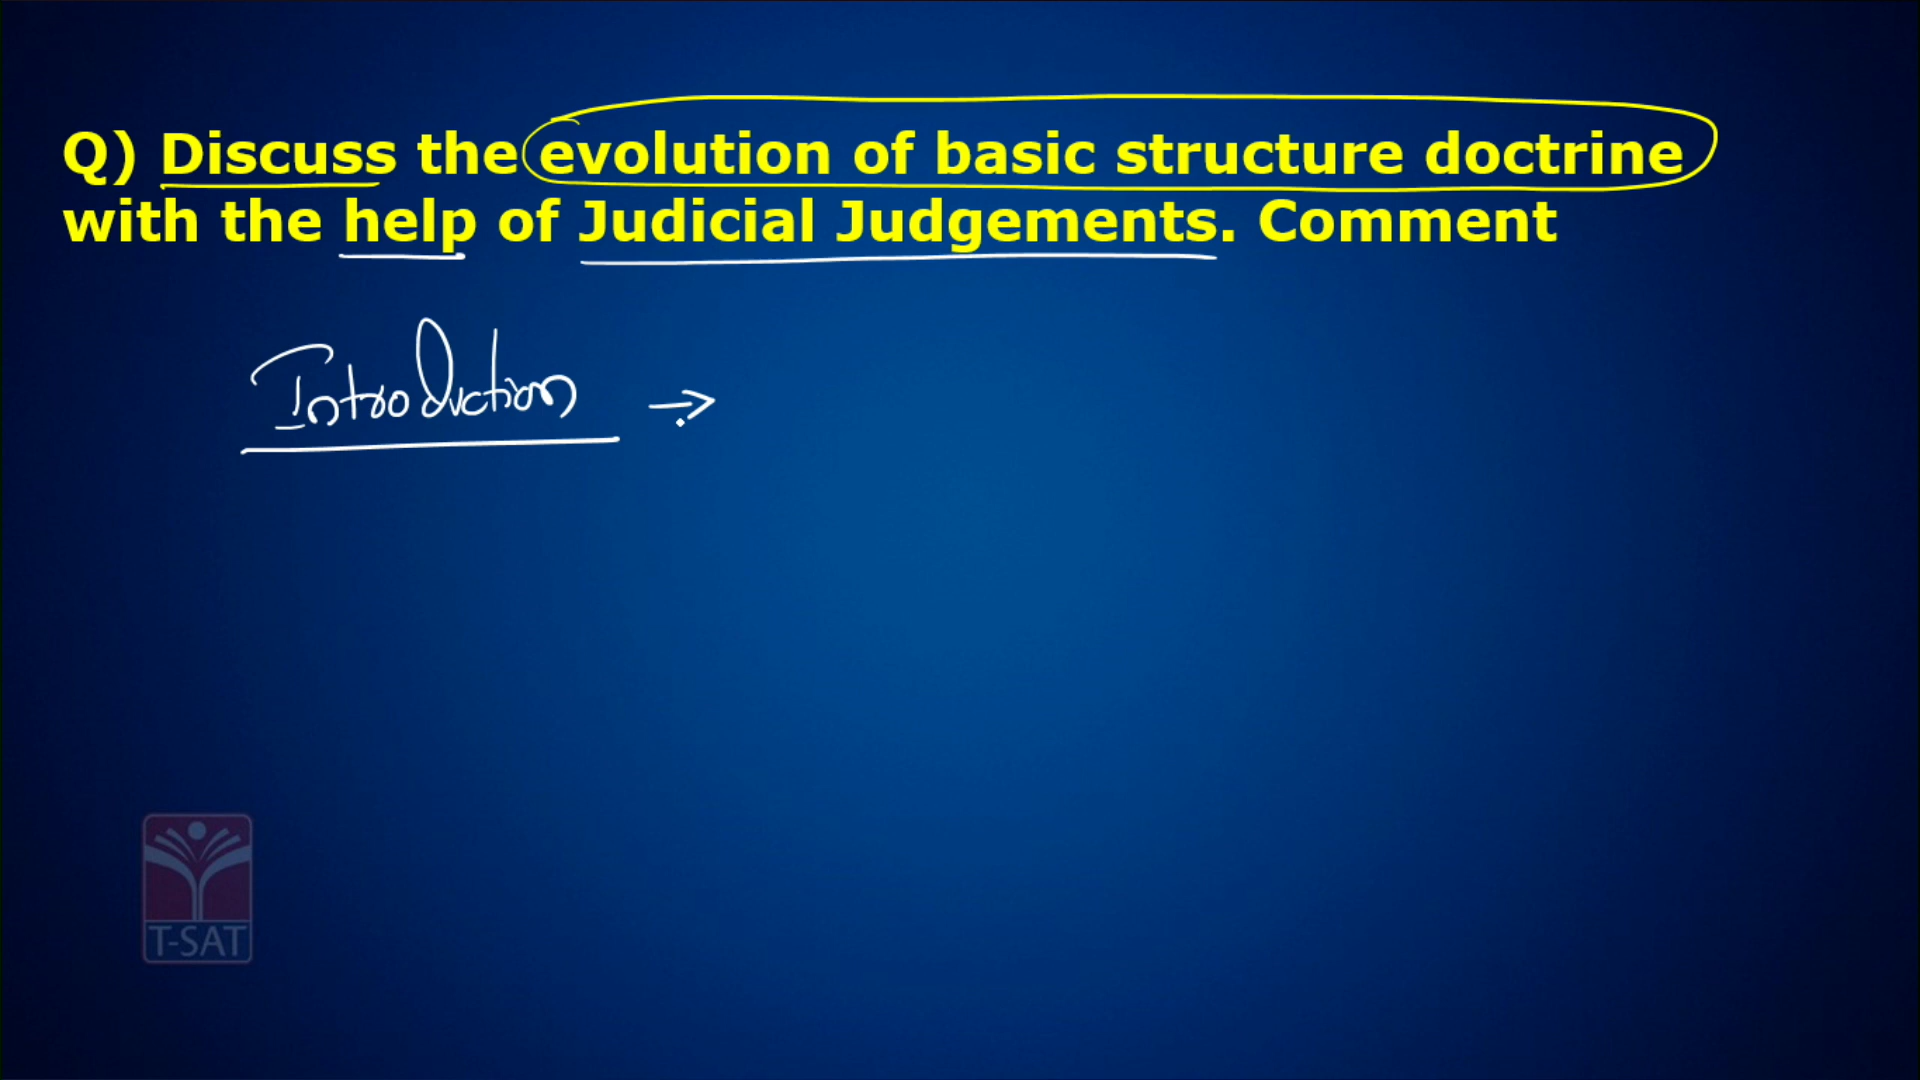 Q) Discuss the evolution of basic structure doctrine
with the help of Judicial Judgements. Comment
Introduction →
T-SAT